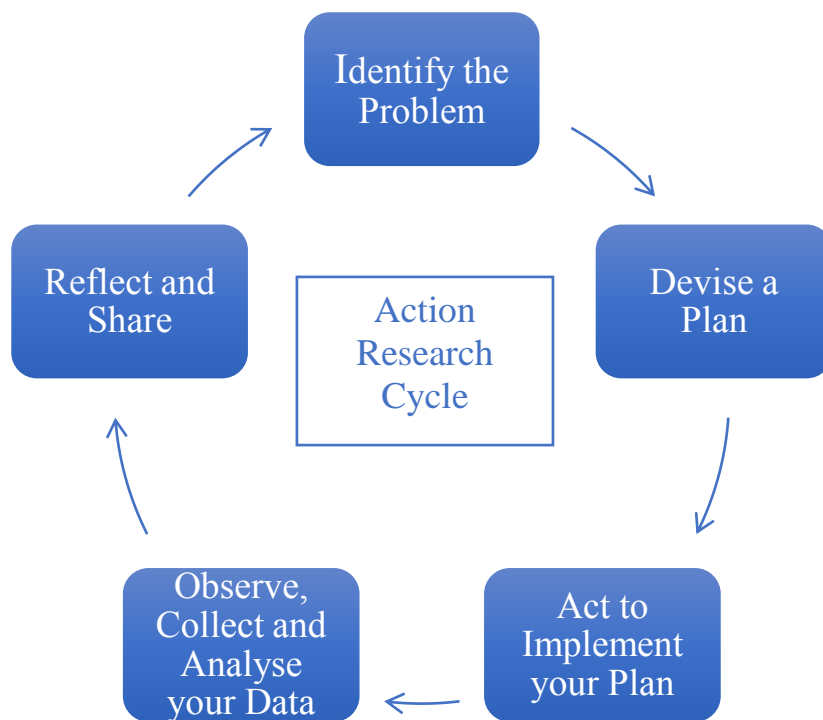 Identify the
Problem
Devise a
Plan
Act to
Implement
your Plan
Observe,
Collect and
Analyse
your Data
Reflect and
Share
Action
Research
Cycle